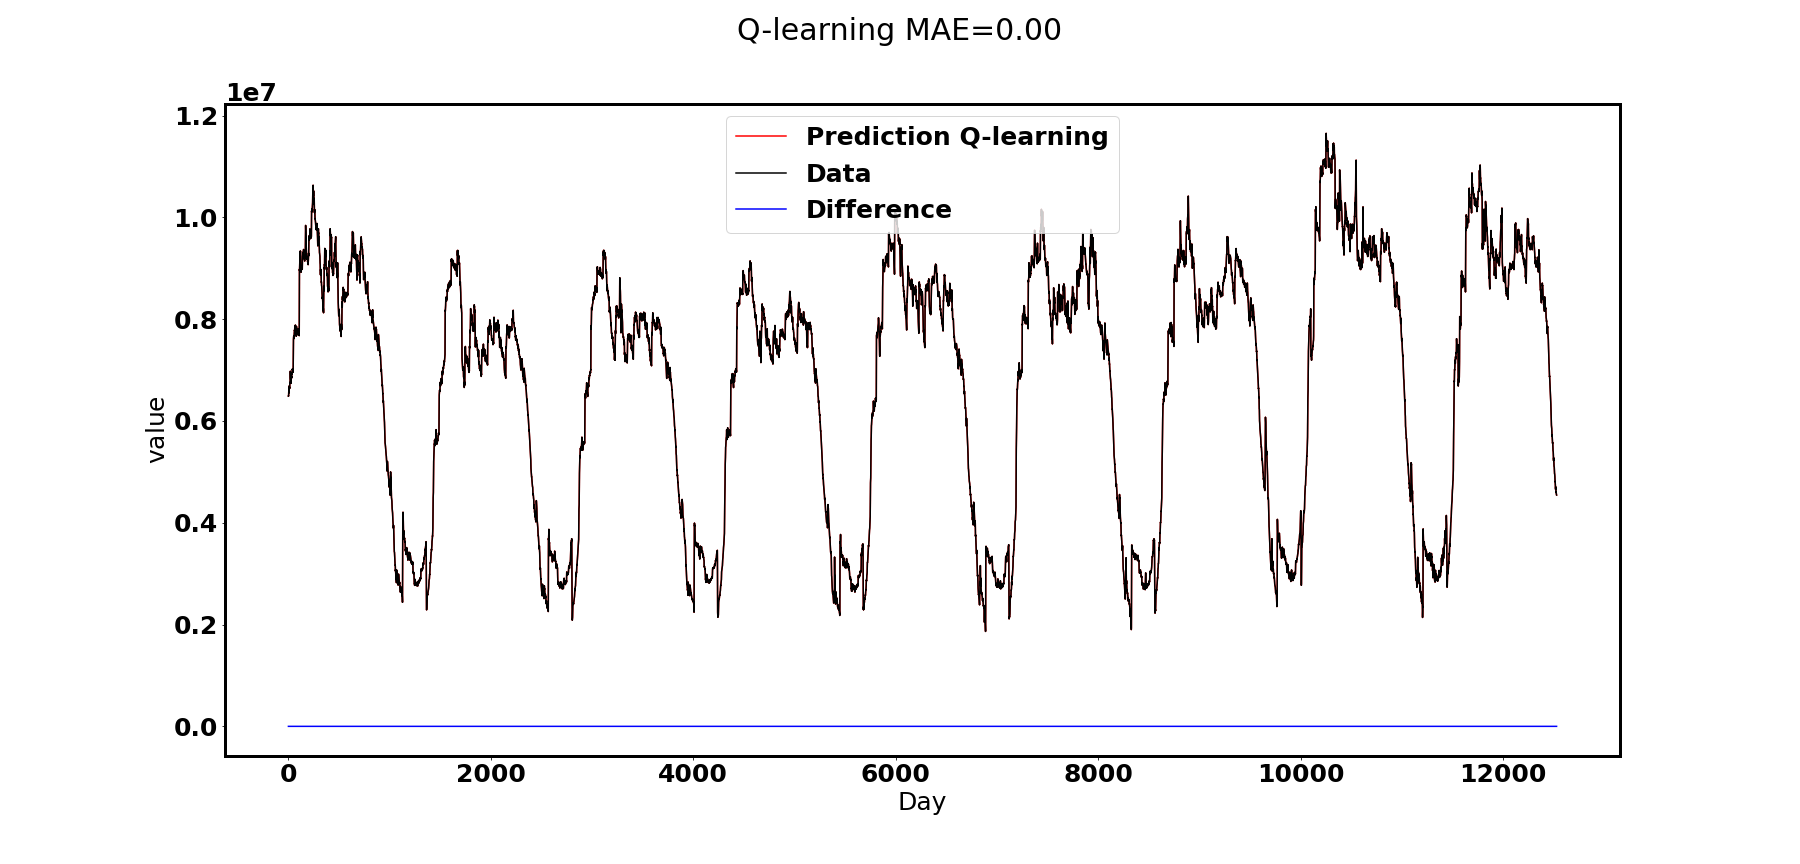 Q-learning MAE=0.00
1e7
1.2
1.0
0.8
0.6
0.4
0.2
0.0
value
Prediction Q-learning
Data
Difference
0 2000 4000 6000 8000 10000 12000
Day